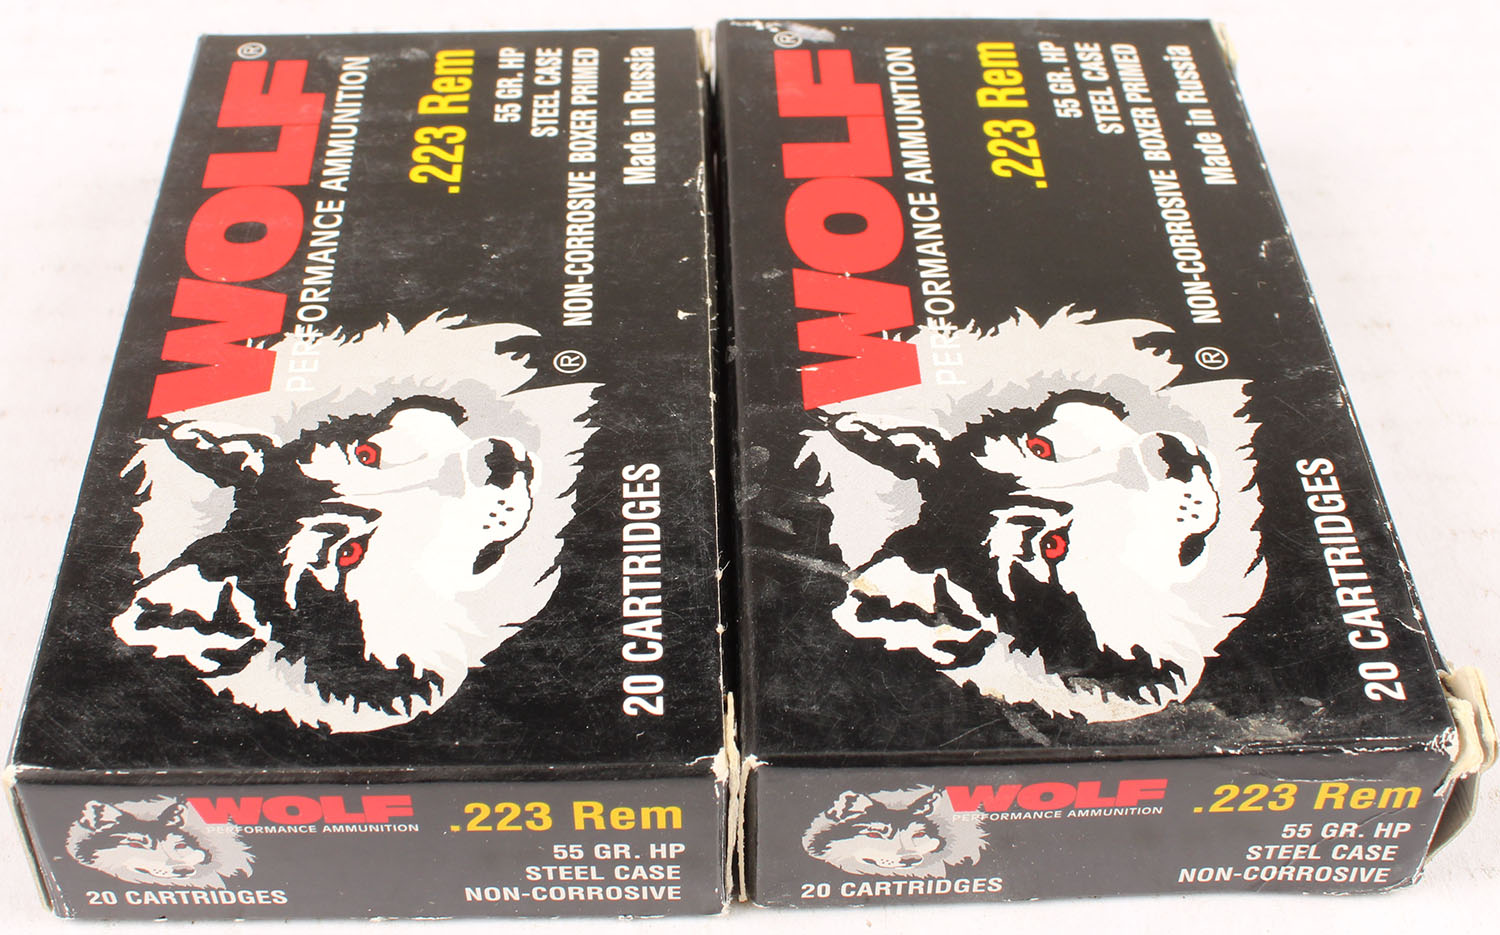 WOLF®
PERFORMANCE AMMUNITION
.223 Rem
55 GR. HP
STEEL CASE
NON-CORROSIVE BOXER PRIMED
Made in Russia
®
20 CARTRIDGES
WOLF
PERFORMANCE AMMUNITION
.223 Rem
55 GR. HP
STEEL CASE
NON-CORROSIVE
20 CARTRIDGES
WOLF®
PERFORMANCE AMMUNITION
.223 Rem
55 GR. HP
STEEL CASE
NON-CORROSIVE BOXER PRIMED
Made in Russia
®
20 CARTRIDGES
WOLF
PERFORMANCE AMMUNITION
.223 Rem
55 GR. HP
STEEL CASE
NON-CORROSIVE
20 CARTRIDGES